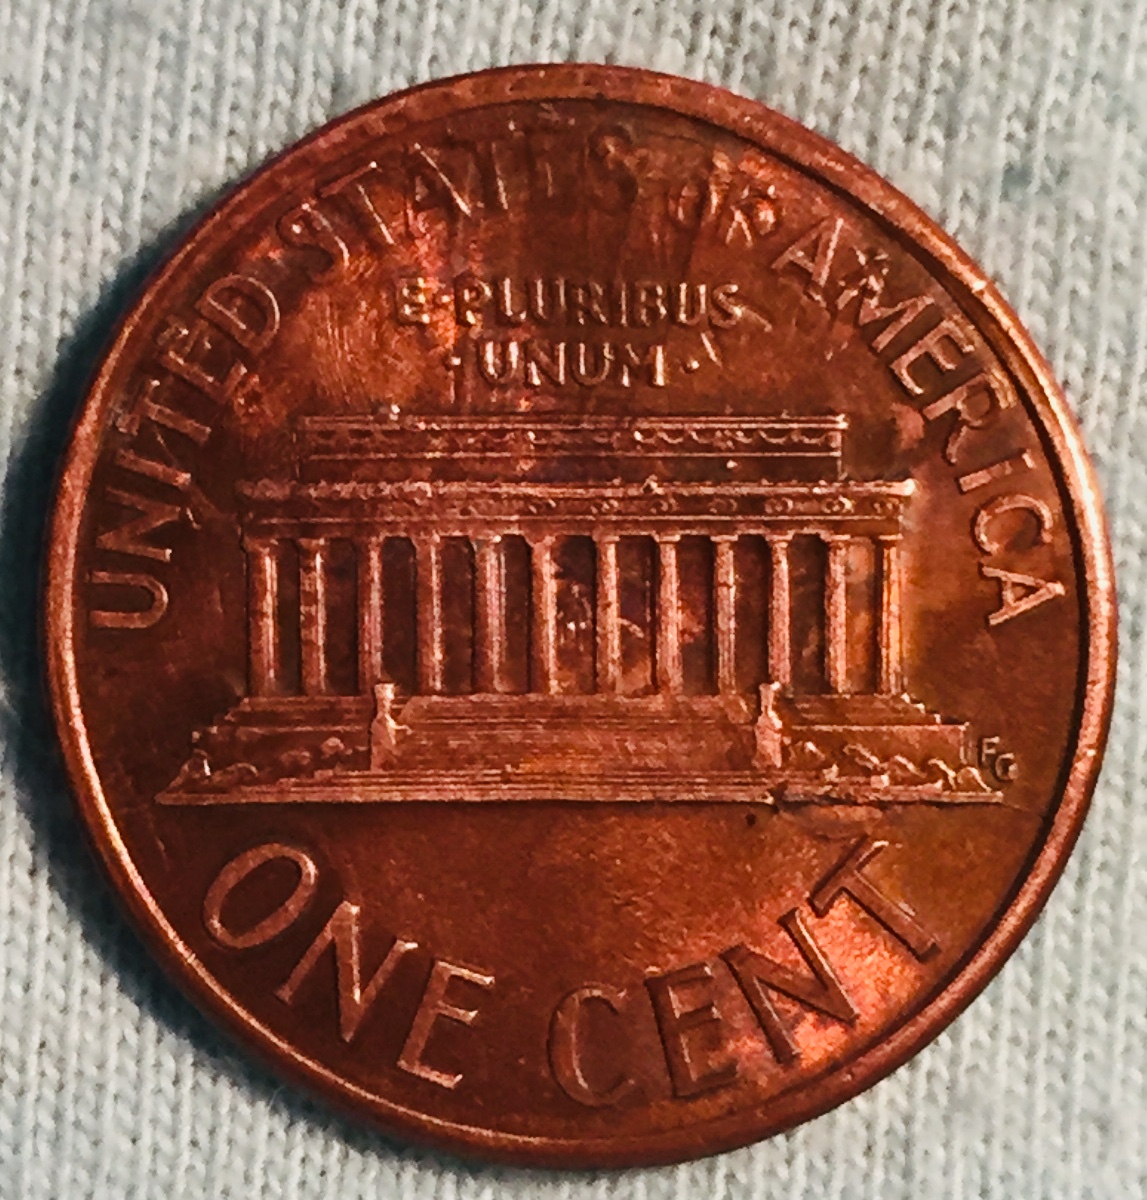 UNITED STATES OF AMERICA
E·PLURIBUS
·UNUM·
FG
ONE CENT